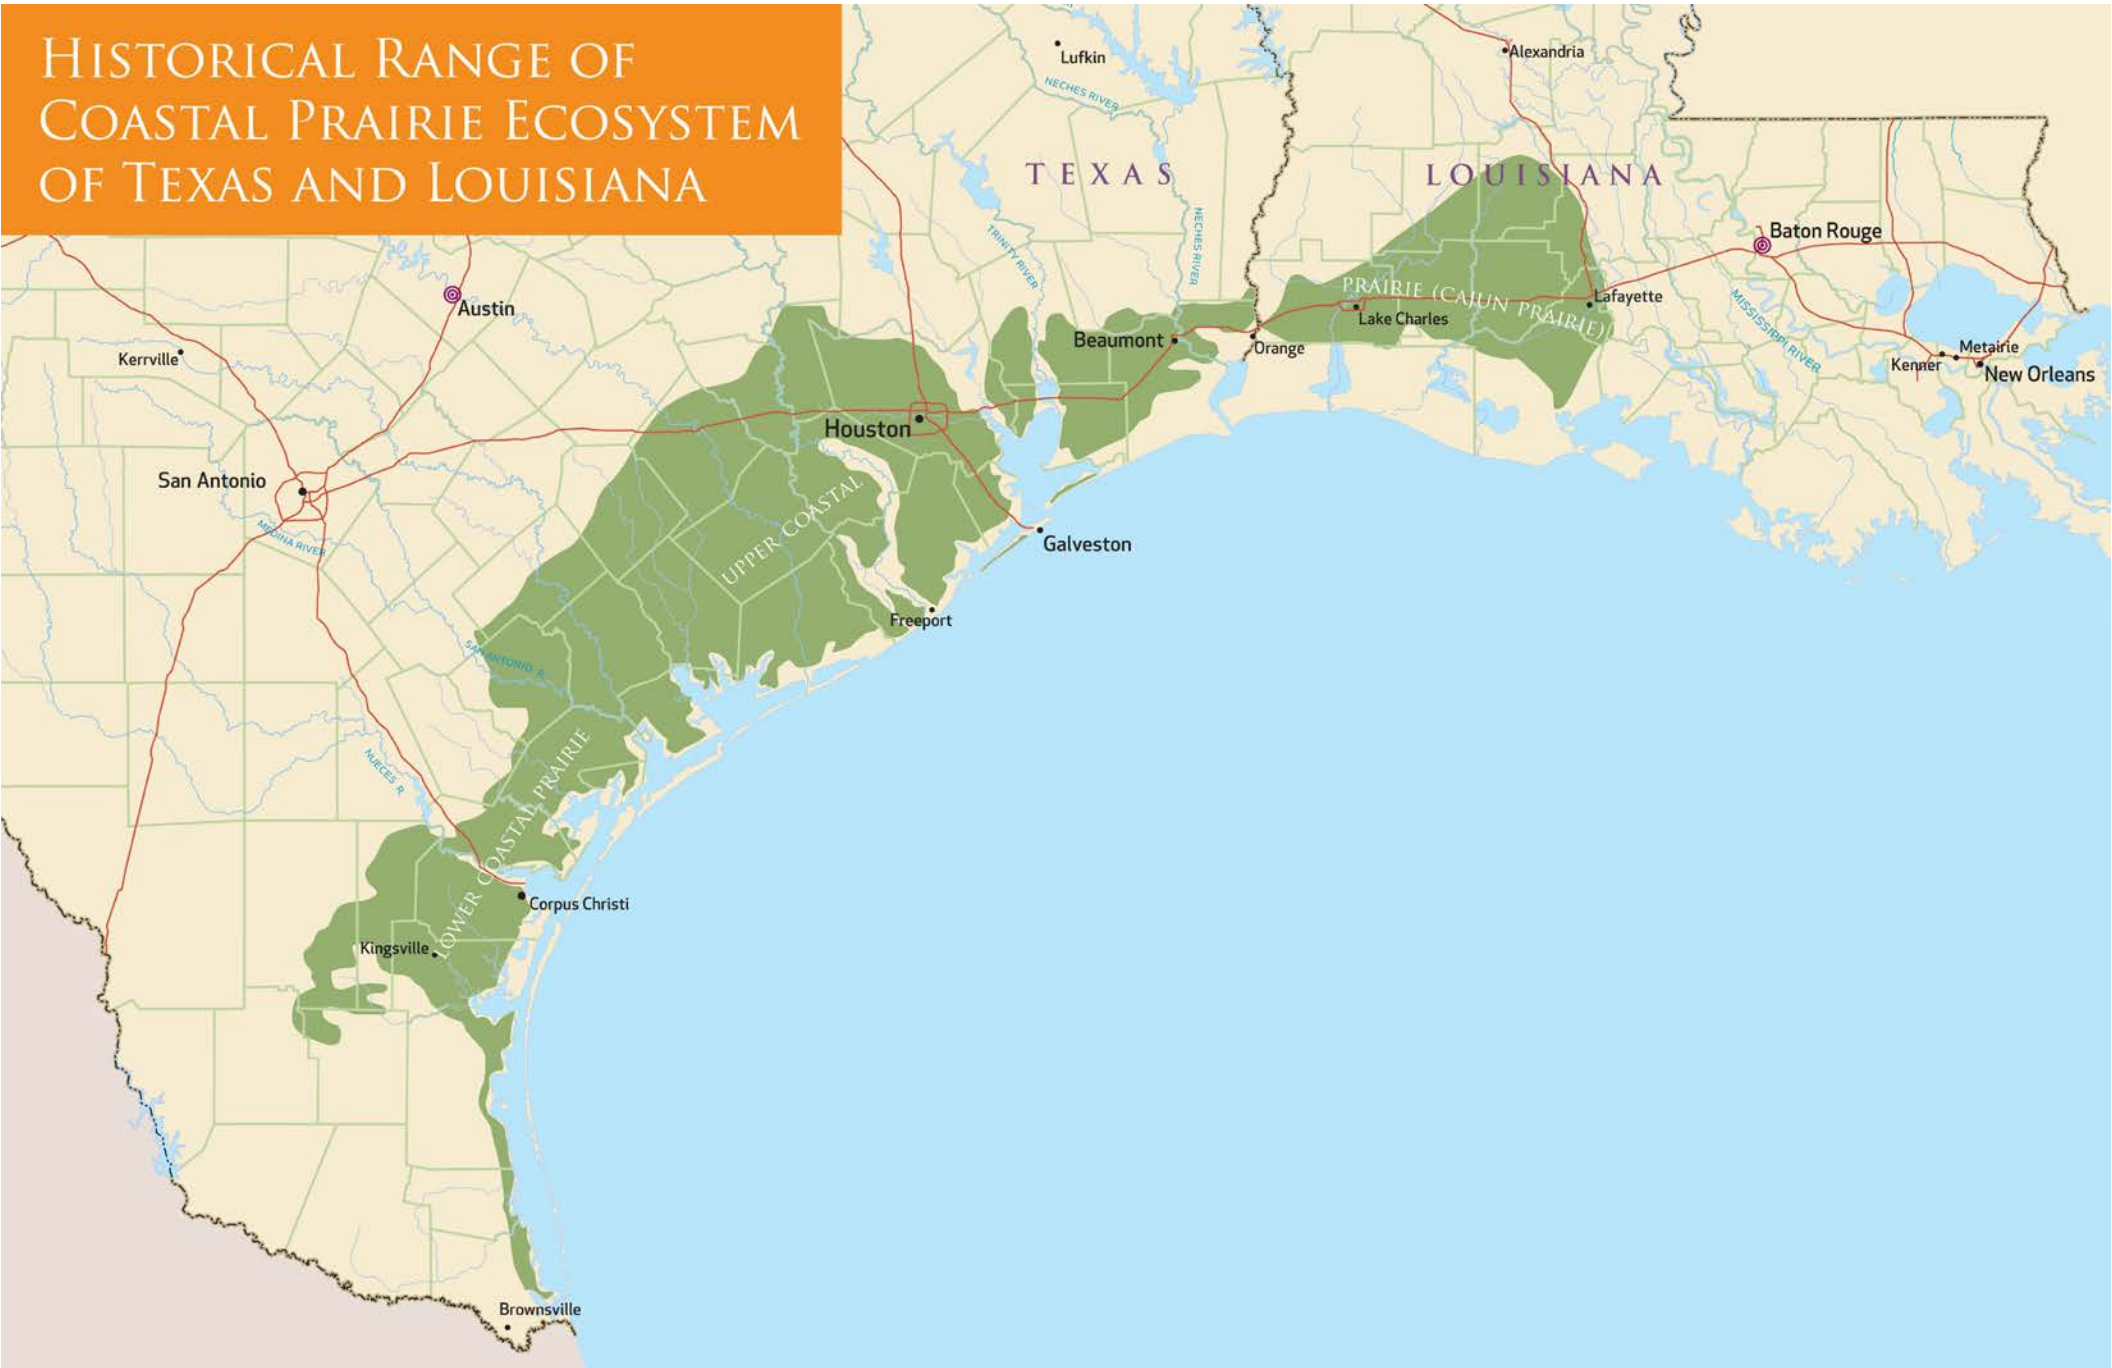 HISTORICAL RANGE OF
COASTAL PRAIRIE ECOSYSTEM
OF TEXAS AND LOUISIANA
Lufkin
NECHES RIVER
Alexandria
TEXAS
LOUISIANA
TRINITY RIVER
NECHES RIVER
Baton Rouge
Austin
PRAIRIE (CAJUN PRAIRIE)
Lafayette
Lake Charles
MISSISSIPPI RIVER
Kerrville
Beaumont
Orange
Metairie
Kenner
New Orleans
Houston
San Antonio
UPPER COASTAL
MEDINA RIVER
Galveston
Freeport
SAN ANTONIO R.
NUECES R.
LOWER COASTAL PRAIRIE
Corpus Christi
Kingsville
Brownsville